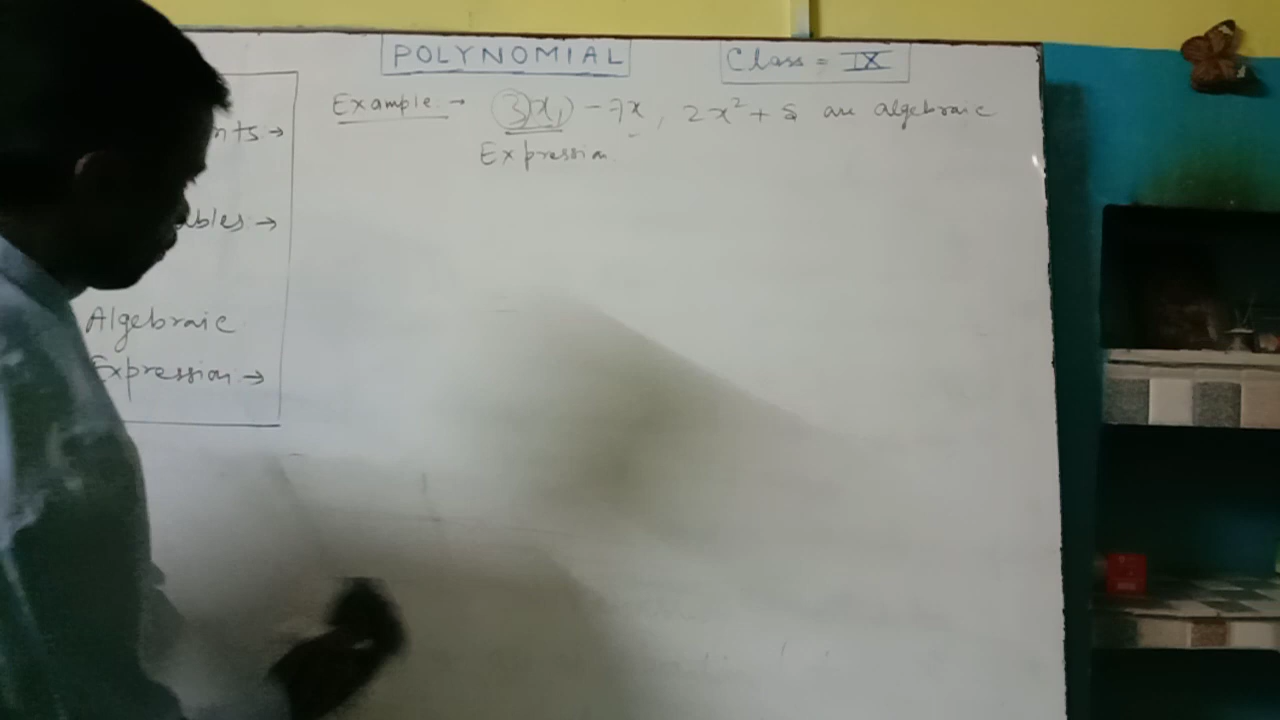 POLYNOMIAL
Class = IX
Example: → 3x, -7x, 2x² + 5 are algebraic
Expression.
nts →
ables →
Algebraic
Expression →